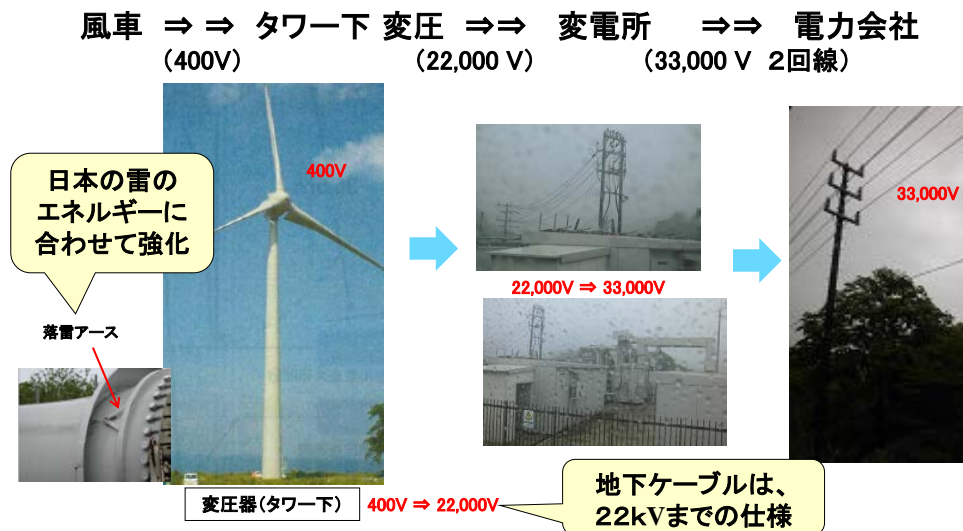 風車 ⇒ ⇒ タワー下 変圧 ⇒⇒ 変電所 ⇒⇒ 電力会社
(400V) (22,000 V) (33,000 V 2回線)
400V
日本の雷の
エネルギーに
合わせて強化
33,000V
22,000V ⇒ 33,000V
落雷アース
変圧器(タワー下) 400V ⇒ 22,000V
地下ケーブルは、
22kVまでの仕様